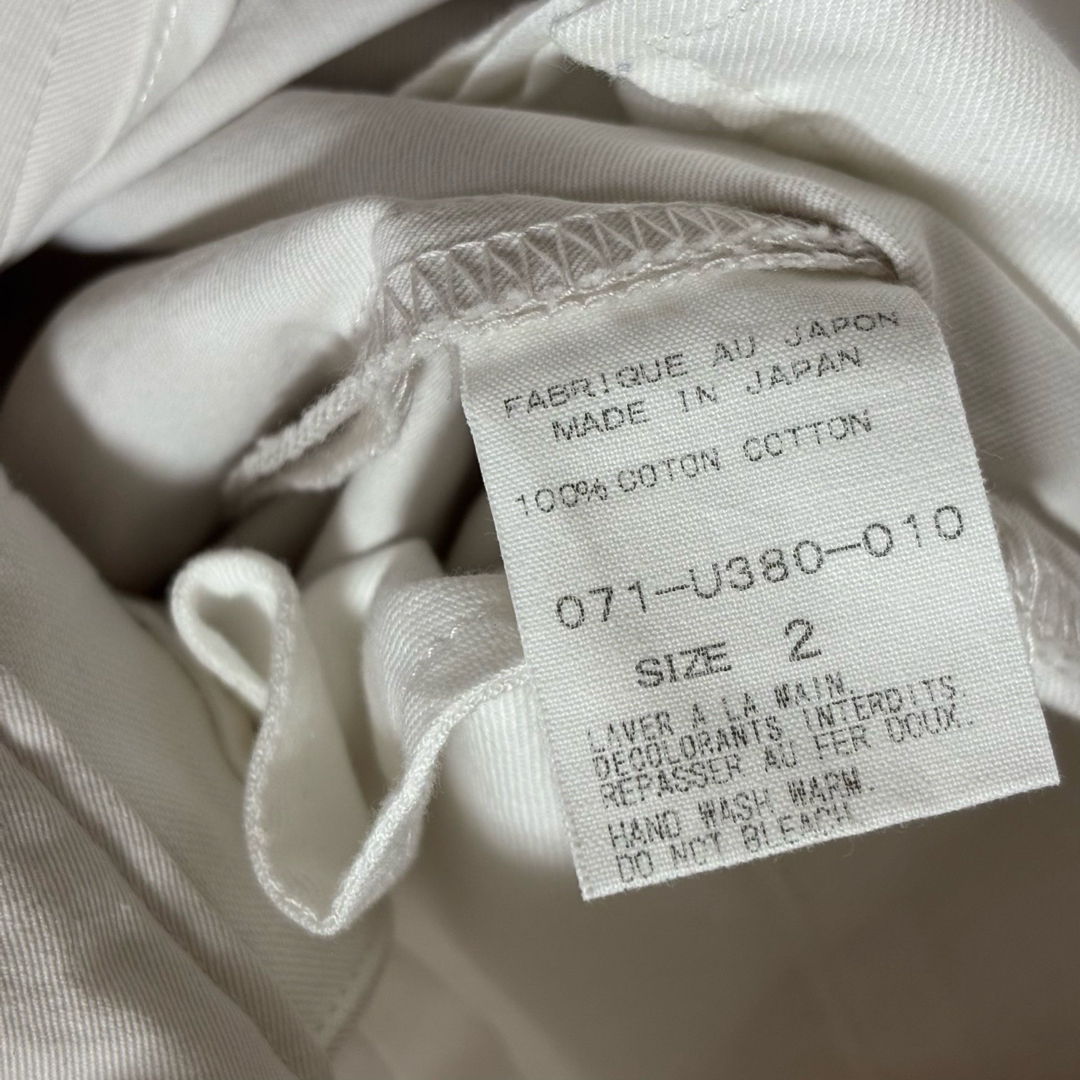 FABRIQUE AU JAPON
MADE IN JAPAN
100% COTON COTTON
071-U380-010
SIZE 2
LAVER A LA MAIN.
DECOLORANTS INTERDITS
REPASSER AU FER DOUX.
HAND WASH WARM.
DO NOT BLEACH